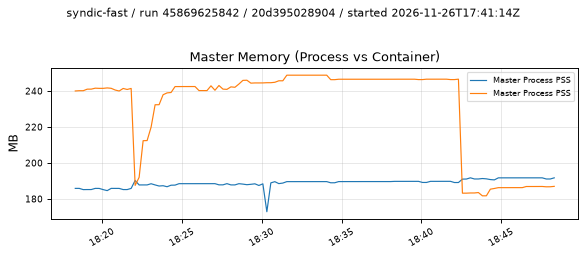 syndic-fast / run 45869625842 / 20d395028904 / started 2026-11-26T17:41:14Z
Master Memory (Process vs Container)
Master Process PSS
Master Process PSS
MB
240
220
200
180
18:20
18:25
18:30
18:35
18:40
18:45